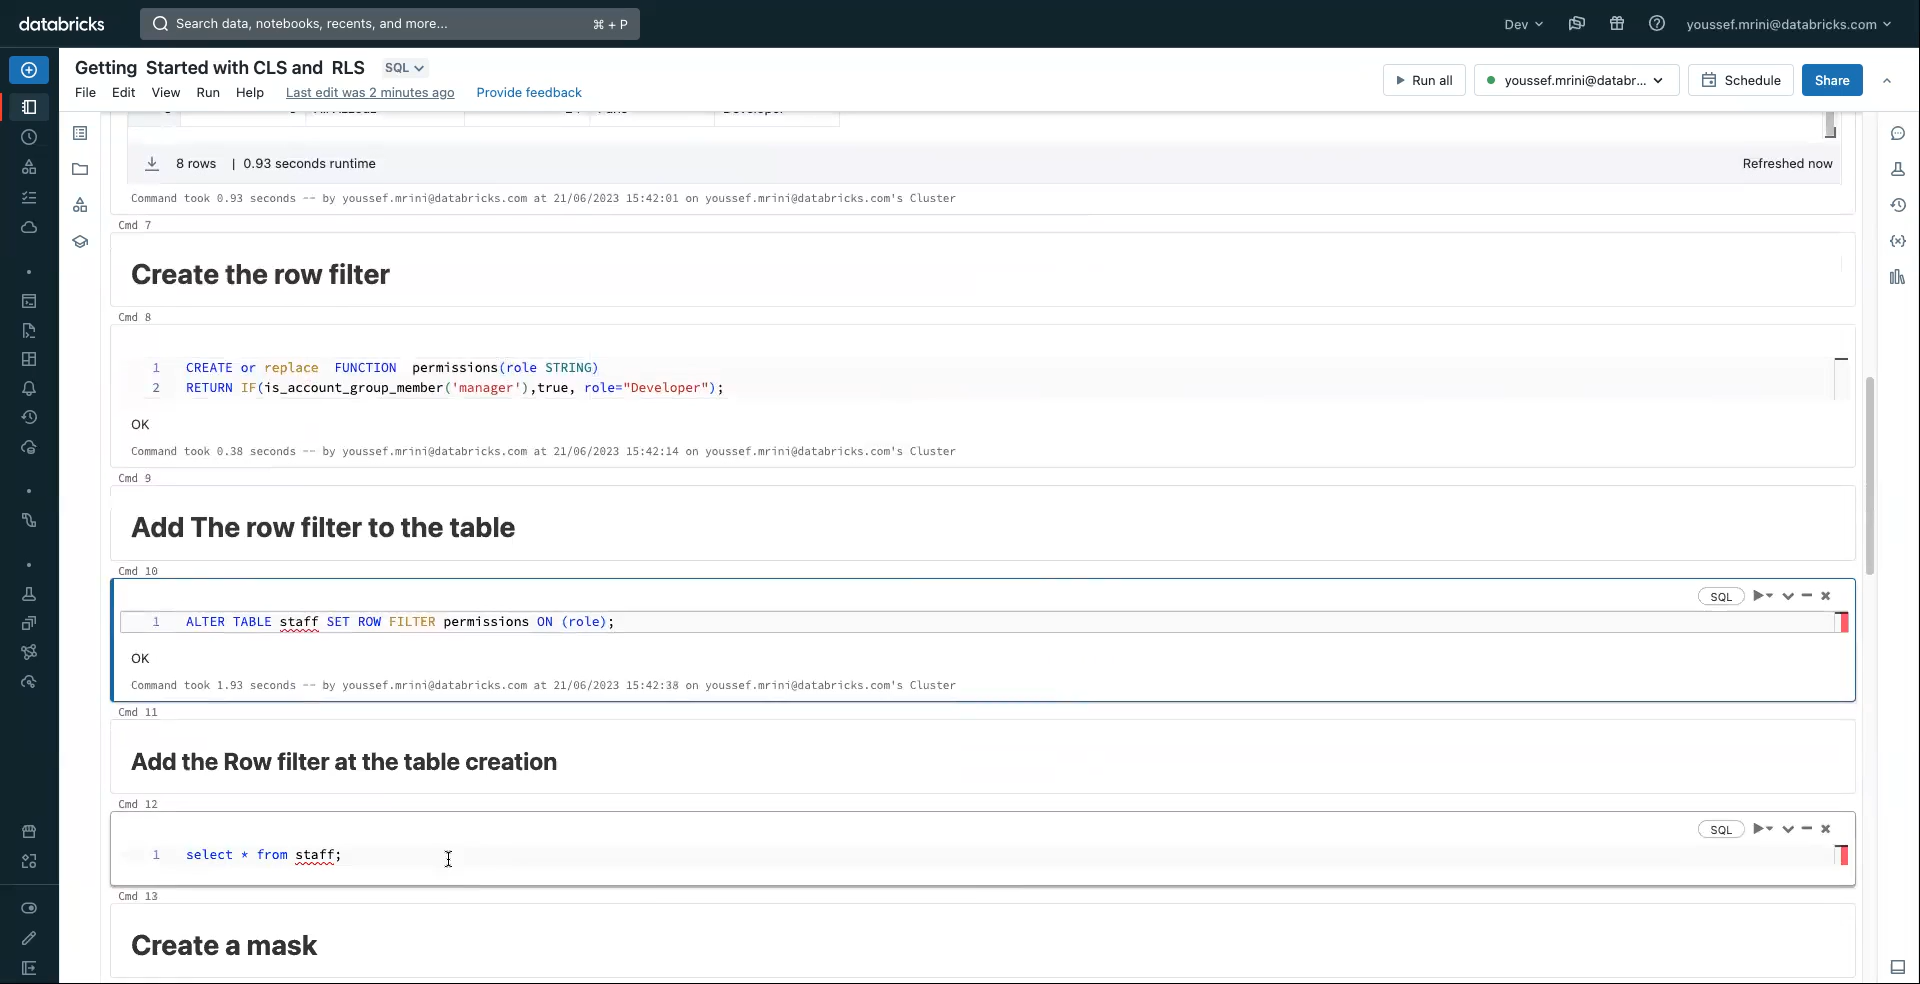 databricks
Search data, notebooks, recents, and more...
⌘ + P
Dev
youssef.mrini@databricks.com
Getting Started with CLS and RLS
SQL
File Edit View Run Help Last edit was 2 minutes ago Provide feedback
Run all
youssef.mrini@databr...
Schedule
Share
8 rows | 0.93 seconds runtime
Refreshed now
Command took 0.93 seconds -- by youssef.mrini@databricks.com at 21/06/2023 15:42:01 on youssef.mrini@databricks.com's Cluster
Cmd 7
Create the row filter
Cmd 8
1 CREATE or replace FUNCTION permissions(role STRING)
2 RETURN IF(is_account_group_member('manager'),true, role="Developer");
OK
Command took 0.38 seconds -- by youssef.mrini@databricks.com at 21/06/2023 15:42:14 on youssef.mrini@databricks.com's Cluster
Cmd 9
Add The row filter to the table
Cmd 10
SQL
1 ALTER TABLE staff SET ROW FILTER permissions ON (role);
OK
Command took 1.93 seconds -- by youssef.mrini@databricks.com at 21/06/2023 15:42:38 on youssef.mrini@databricks.com's Cluster
Cmd 11
Add the Row filter at the table creation
Cmd 12
SQL
1 select * from staff;
Cmd 13
Create a mask